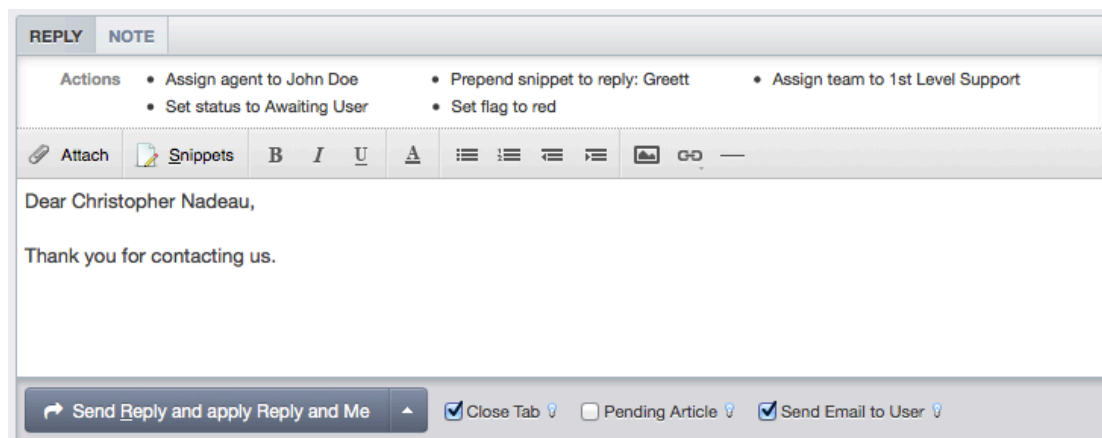 REPLY NOTE
Actions • Assign agent to John Doe • Prepend snippet to reply: Greett • Assign team to 1st Level Support
• Set status to Awaiting User • Set flag to red
Attach Snippets B I U A
Dear Christopher Nadeau,
Thank you for contacting us.
Send Reply and apply Reply and Me Close Tab Pending Article Send Email to User